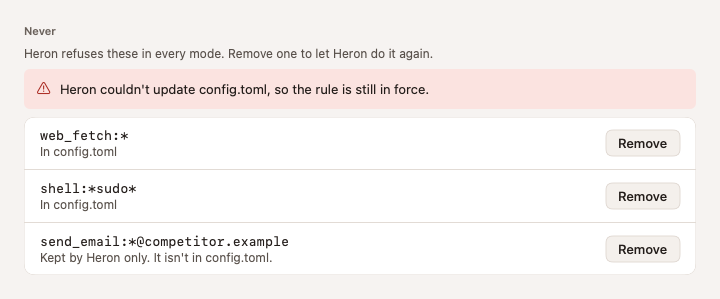 Never
Heron refuses these in every mode. Remove one to let Heron do it again.
Heron couldn't update config.toml, so the rule is still in force.
web_fetch:*
In config.toml
Remove
shell:*sudo*
In config.toml
Remove
send_email:*@competitor.example
Kept by Heron only. It isn't in config.toml.
Remove